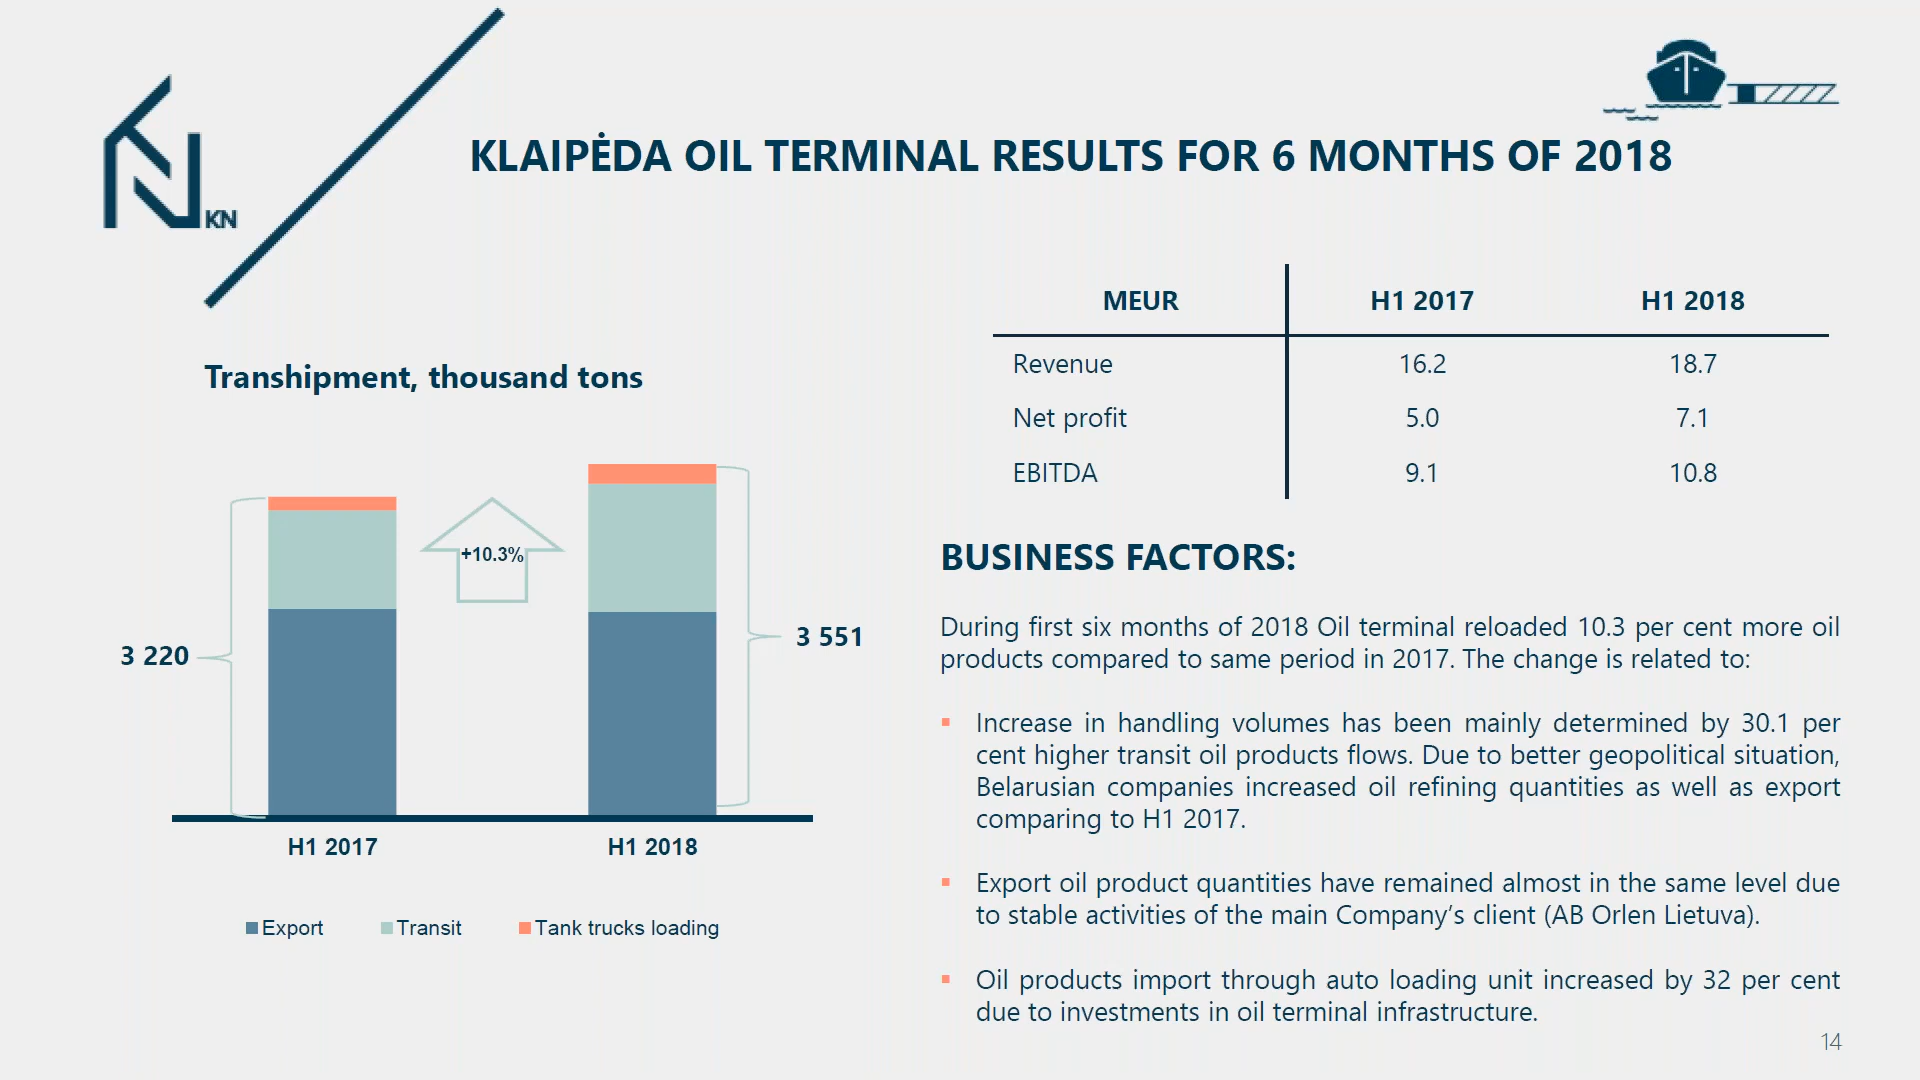 KN
KLAIPĖDA OIL TERMINAL RESULTS FOR 6 MONTHS OF 2018
Transhipment, thousand tons
3 220
+10.3%
3 551
H1 2017 H1 2018
Export Transit Tank trucks loading
MEUR H1 2017 H1 2018
Revenue 16.2 18.7
Net profit 5.0 7.1
EBITDA 9.1 10.8
BUSINESS FACTORS:
During first six months of 2018 Oil terminal reloaded 10.3 per cent more oil
products compared to same period in 2017. The change is related to:
▪ Increase in handling volumes has been mainly determined by 30.1 per
cent higher transit oil products flows. Due to better geopolitical situation,
Belarusian companies increased oil refining quantities as well as export
comparing to H1 2017.
▪ Export oil product quantities have remained almost in the same level due
to stable activities of the main Company’s client (AB Orlen Lietuva).
▪ Oil products import through auto loading unit increased by 32 per cent
due to investments in oil terminal infrastructure.
14